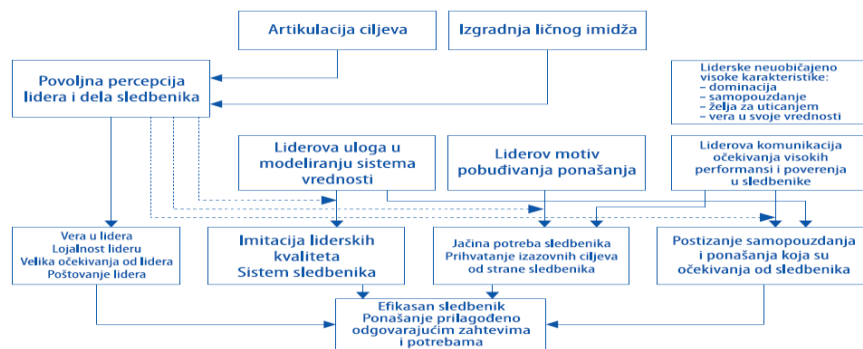 Artikulacija ciljeva
Izgradnja ličnog imidža
Povoljna percepcija
lidera i dela sledbenika
Liderske neuobičajeno
visoke karakteristike:
– dominacija
– samopouzdanje
– želja za uticanjem
– vera u svoje vrednosti
Liderova uloga u
modeliranju sistema
vrednosti
Liderov motiv
pobuđivanja ponašanja
Liderova komunikacija
očekivanja visokih
performansi i poverenja
u sledbenike
Vera u lidera
Lojalnost lideru
Velika očekivanja od lidera
Poštovanje lidera
Imitacija liderskih
kvaliteta
Sistem sledbenika
Jačina potreba sledbenika
Prihvatanje izazovnih ciljeva
od strane sledbenika
Postizanje samopouzdanja
i ponašanja koja su
očekivanja od sledbenika
Efikasan sledbenik
Ponašanje prilagođeno
odgovarajućim zahtevima
i potrebama